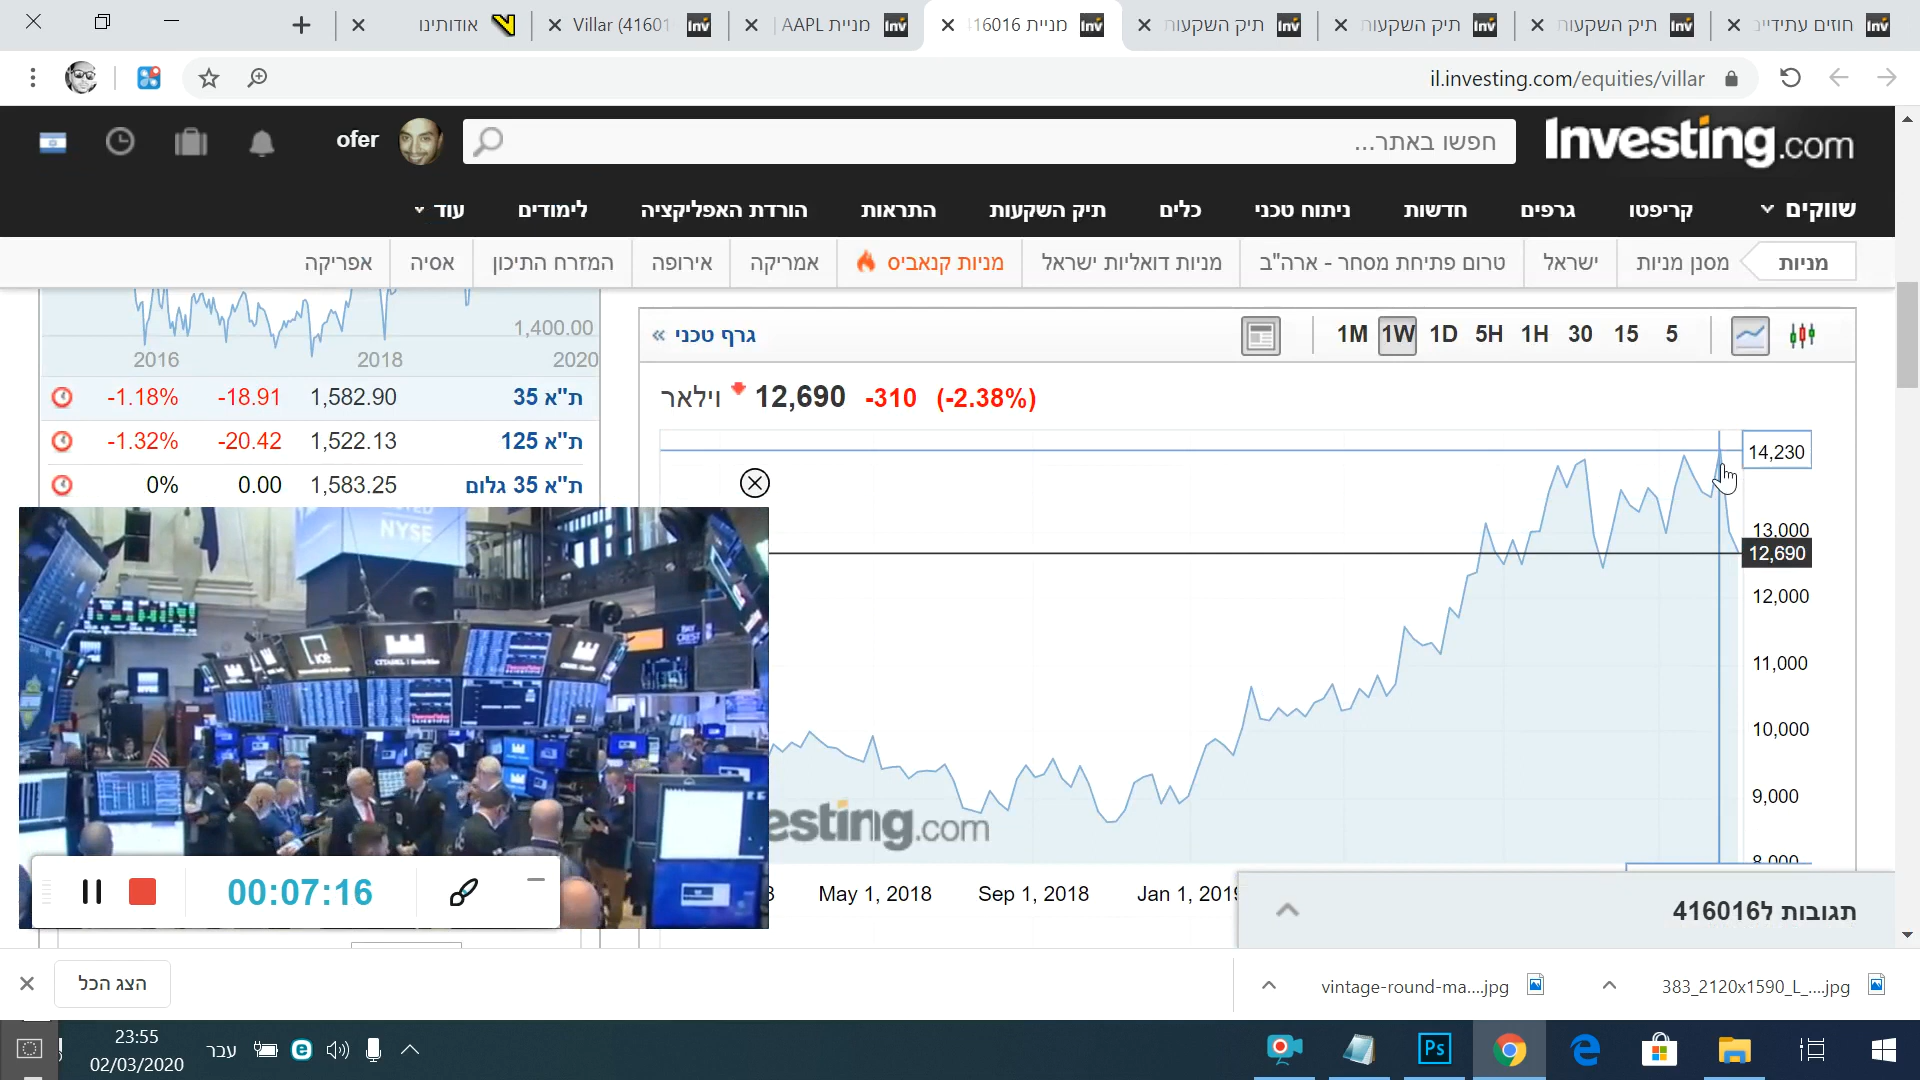 חוזים עתידיים
תיק השקעות
תיק השקעות
תיק השקעות
מניית 416016
מניית AAPL
Villar (41601
אודותינו
il.investing.com/equities/villar
Investing.com
חפשו באתר...
ofer
שווקים
קריפטו
גרפים
חדשות
ניתוח טכני
כלים
תיק השקעות
התראות
הורדת האפליקציה
לימודים
עוד
מניות
מסנן מניות
ישראל
טרום פתיחת מסחר - ארה"ב
מניות דואליות ישראל
מניות קנאביס
אמריקה
אירופה
המזרח התיכון
אסיה
אפריקה
1,400.00
2016 2018 2020
ת"א 35 1,582.90 -18.91 -1.18%
ת"א 125 1,522.13 -20.42 -1.32%
ת"א 35 גלום 1,583.25 0.00 0%
גרף טכני »
1M 1W 1D 5H 1H 30 15 5
וילאר 12,690 -310 (-2.38%)
14,230
13,000
12,690
12,000
11,000
10,000
9,000
8,000
esting.com
May 1, 2018 Sep 1, 2018 Jan 1, 2019
NYSE
ice
CITADEL
00:07:16
תגובות ל416016
הצג הכל
vintage-round-ma....jpg
383_2120x1590_L_....jpg
23:55
02/03/2020
עבר
Ps